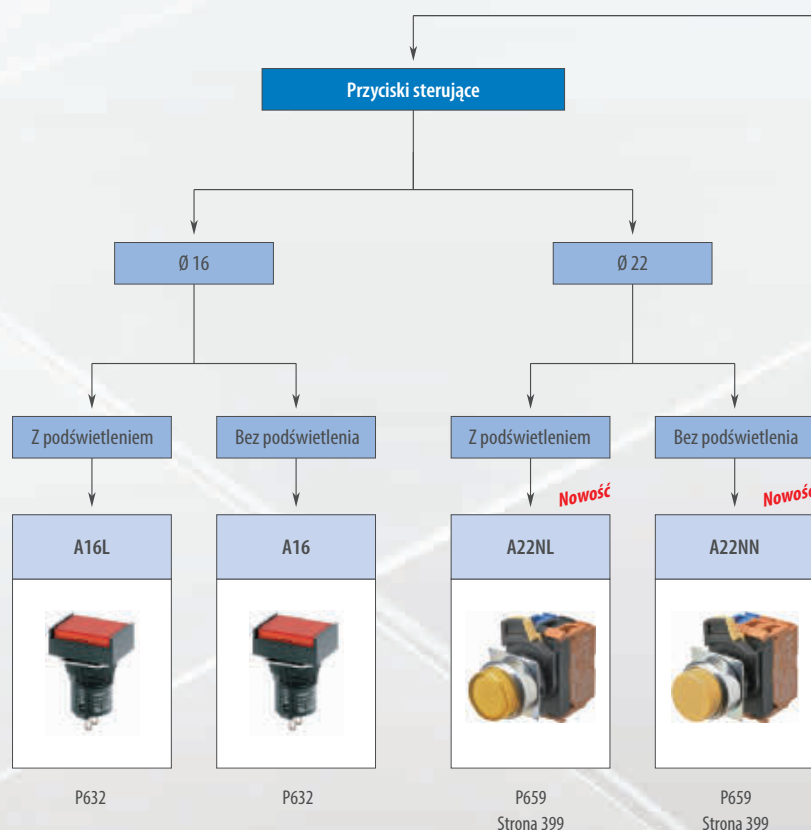 Przyciski sterujące
Ø 16
Ø 22
Z podświetleniem
Bez podświetlenia
Z podświetleniem
Bez podświetlenia
Nowość
Nowość
A16L
A16
A22NL
A22NN
P632
P632
P659
P659
Strona 399
Strona 399